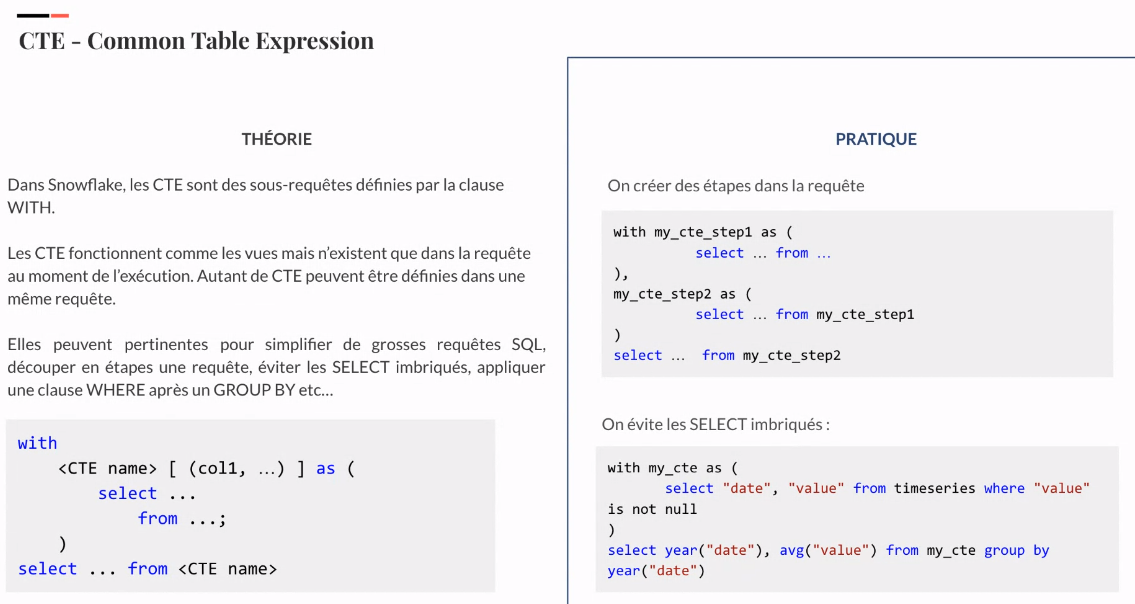 CTE - Common Table Expression
THÉORIE
Dans Snowflake, les CTE sont des sous-requêtes définies par la clause
WITH.
Les CTE fonctionnent comme les vues mais n'existent que dans la requête
au moment de l'exécution. Autant de CTE peuvent être définies dans une
même requête.
Elles peuvent pertinentes pour simplifier de grosses requêtes SQL,
découper en étapes une requête, éviter les SELECT imbriqués, appliquer
une clause WHERE après un GROUP BY etc…
with
<CTE name> [ (col1, …) ] as (
select ...
from ...;
)
select ... from <CTE name>
PRATIQUE
On créer des étapes dans la requête
with my_cte_step1 as (
select … from …
),
my_cte_step2 as (
select … from my_cte_step1
)
select … from my_cte_step2
On évite les SELECT imbriqués :
with my_cte as (
select "date", "value" from timeseries where "value"
is not null
)
select year("date"), avg("value") from my_cte group by
year("date")